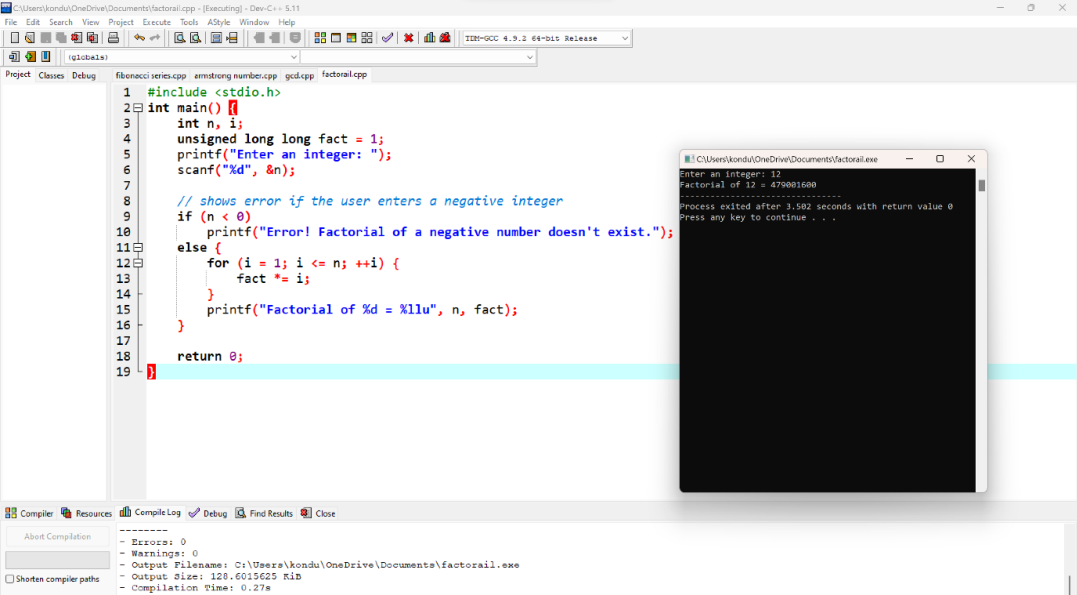 C:\Users\kondu\OneDrive\Documents\factorail.cpp - [Executing] - Dev-C++ 5.11
File Edit Search View Project Execute Tools AStyle Window Help
TDM-GCC 4.9.2 64-bit Release
(globals)
Project Classes Debug
fibonacci series.cpp armstrong number.cpp gcd.cpp factorail.cpp
1 #include <stdio.h>
2 int main() {
3 int n, i;
4 unsigned long long fact = 1;
5 printf("Enter an integer: ");
6 scanf("%d", &n);
7
8 // shows error if the user enters a negative integer
9 if (n < 0)
10 printf("Error! Factorial of a negative number doesn't exist.");
11 else {
12 for (i = 1; i <= n; ++i) {
13 fact *= i;
14 }
15 printf("Factorial of %d = %llu", n, fact);
16 }
17
18 return 0;
19 }
C:\Users\kondu\OneDrive\Documents\factorail.exe
Enter an integer: 12
Factorial of 12 = 479001600
--------------------------------
Process exited after 3.502 seconds with return value 0
Press any key to continue . . .
Compiler Resources Compile Log Debug Find Results Close
Abort Compilation
Shorten compiler paths
--------
- Errors: 0
- Warnings: 0
- Output Filename: C:\Users\kondu\OneDrive\Documents\factorail.exe
- Output Size: 128.6015625 KiB
- Compilation Time: 0.27s